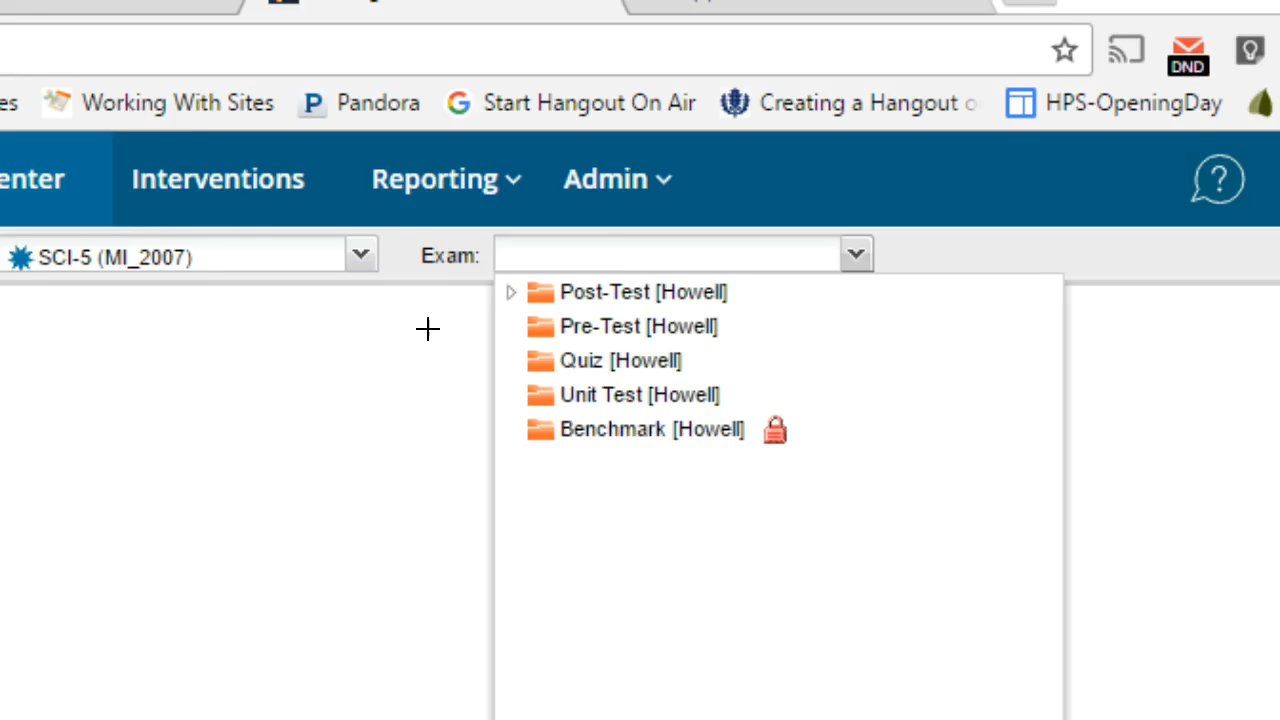 DND
es Working With Sites Pandora Start Hangout On Air Creating a Hangout HPS-OpeningDay
enter Interventions Reporting Admin
SCI-5 (MI_2007) Exam:
Post-Test [Howell]
Pre-Test [Howell]
Quiz [Howell]
Unit Test [Howell]
Benchmark [Howell]